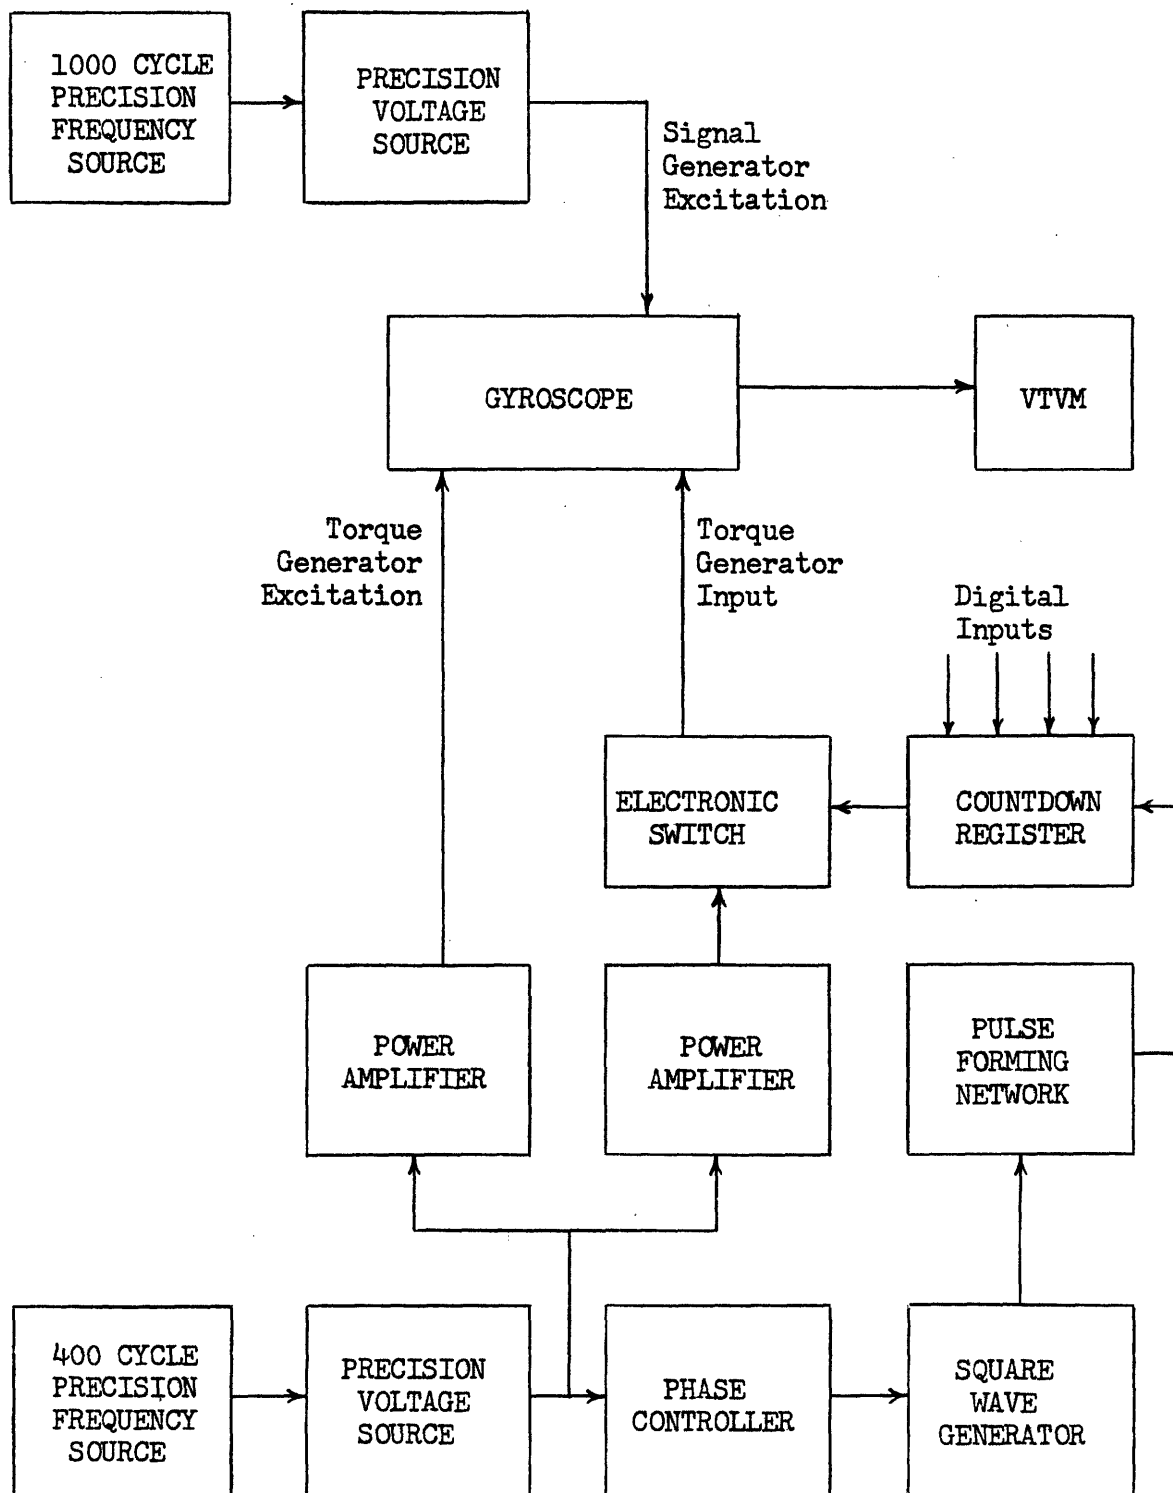 1000 CYCLE
PRECISION
FREQUENCY
SOURCE
PRECISION
VOLTAGE
SOURCE
Signal
Generator
Excitation
GYROSCOPE
VTVM
Torque
Generator
Excitation
Torque
Generator
Input
Digital
Inputs
ELECTRONIC
SWITCH
COUNTDOWN
REGISTER
POWER
AMPLIFIER
POWER
AMPLIFIER
PULSE
FORMING
NETWORK
400 CYCLE
PRECISION
FREQUENCY
SOURCE
PRECISION
VOLTAGE
SOURCE
PHASE
CONTROLLER
SQUARE
WAVE
GENERATOR